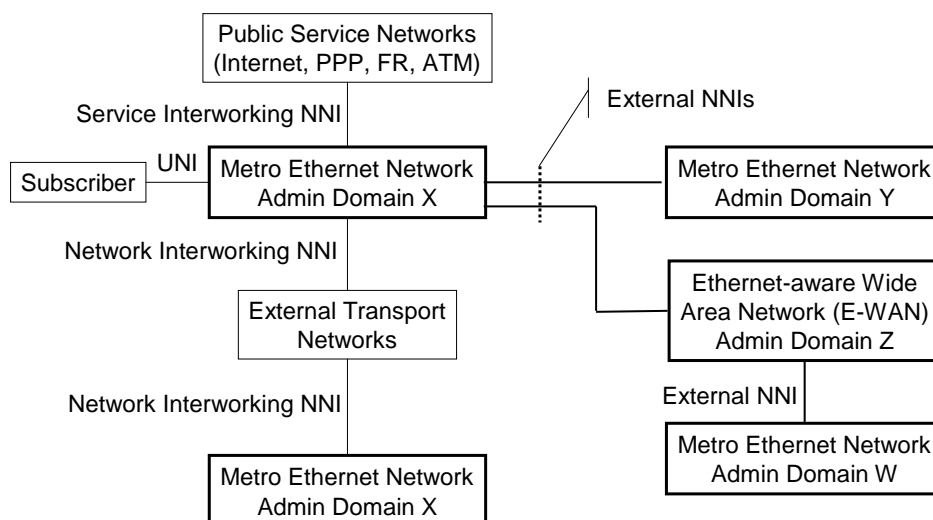 Public Service Networks
(Internet, PPP, FR, ATM)
External NNIs
Service Interworking NNI
UNI
Subscriber
Metro Ethernet Network
Admin Domain X
Metro Ethernet Network
Admin Domain Y
Network Interworking NNI
Ethernet-aware Wide
Area Network (E-WAN)
Admin Domain Z
External Transport
Networks
External NNI
Network Interworking NNI
Metro Ethernet Network
Admin Domain W
Metro Ethernet Network
Admin Domain X